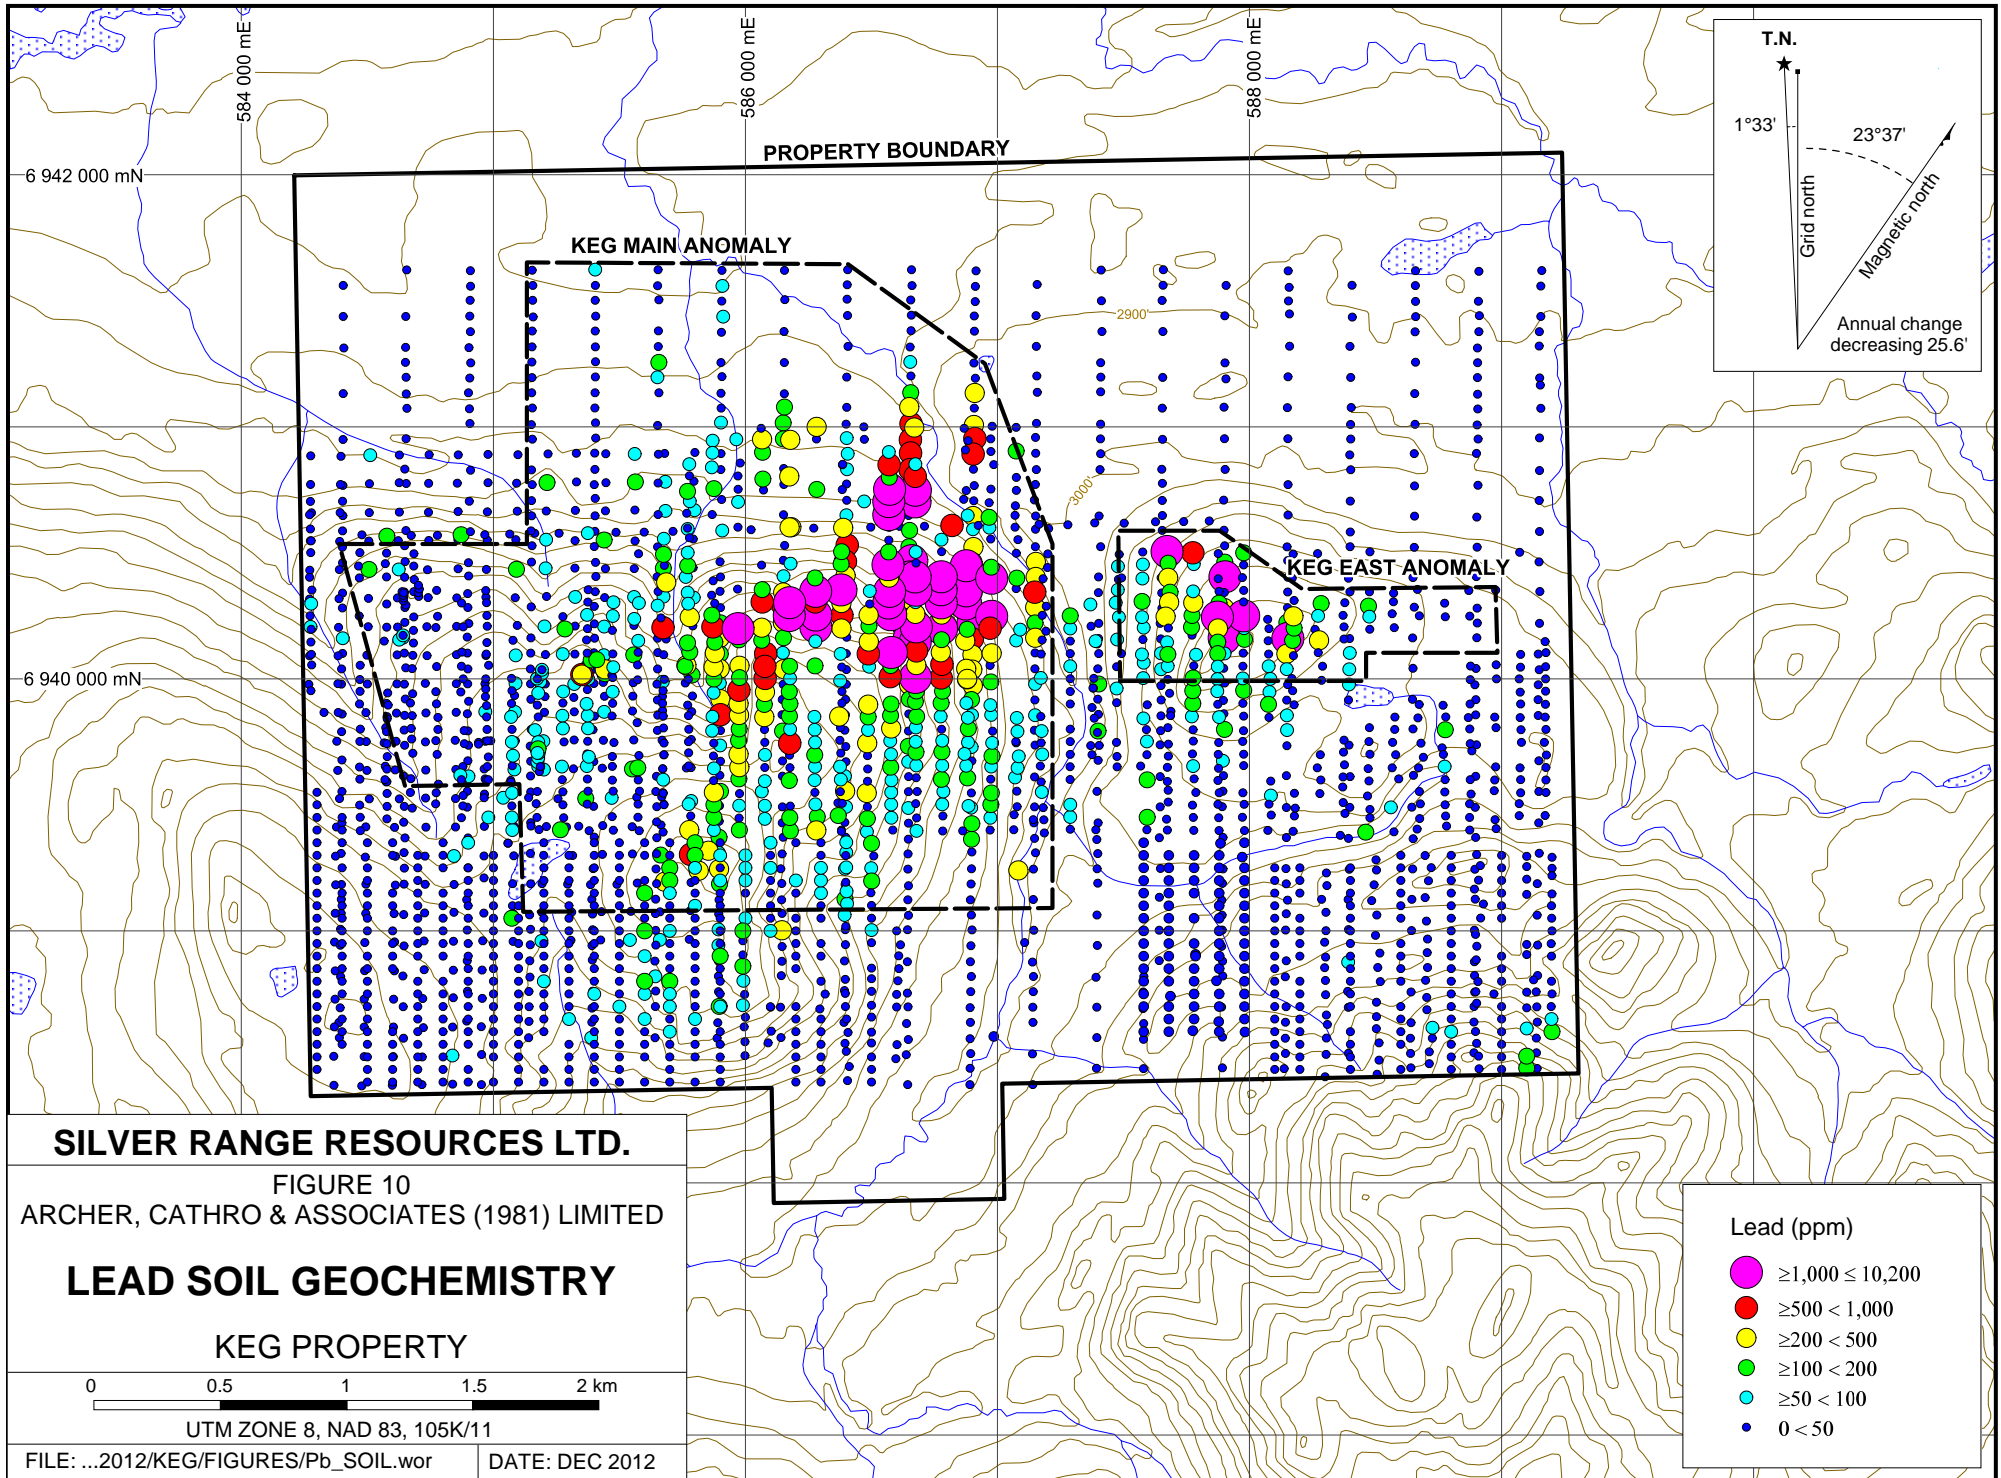 584 000 mE
586 000 mE
588 000 mE
T.N.
1°33'
23°37'
Grid north
Magnetic north
Annual change
decreasing 25.6'
PROPERTY BOUNDARY
6 942 000 mN
KEG MAIN ANOMALY
2900'
3000'
KEG EAST ANOMALY
6 940 000 mN
SILVER RANGE RESOURCES LTD.
FIGURE 10
ARCHER, CATHRO & ASSOCIATES (1981) LIMITED
LEAD SOIL GEOCHEMISTRY
KEG PROPERTY
0 0.5 1 1.5 2 km
UTM ZONE 8, NAD 83, 105K/11
FILE: ...2012/KEG/FIGURES/Pb_SOIL.wor
DATE: DEC 2012
Lead (ppm)
≥1,000 ≤ 10,200
≥500 < 1,000
≥200 < 500
≥100 < 200
≥50 < 100
0 < 50